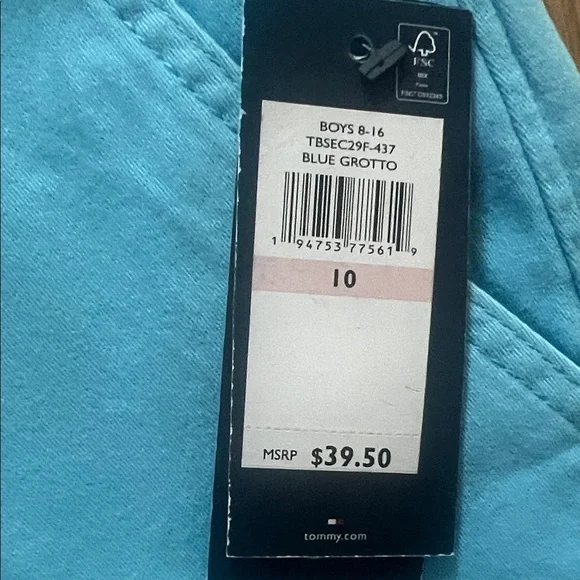 FSC
BOYS 8-16
TBSEC29F-437
BLUE GROTTO
1 94753 77561 9
10
MSRP $39.50
tommy.com